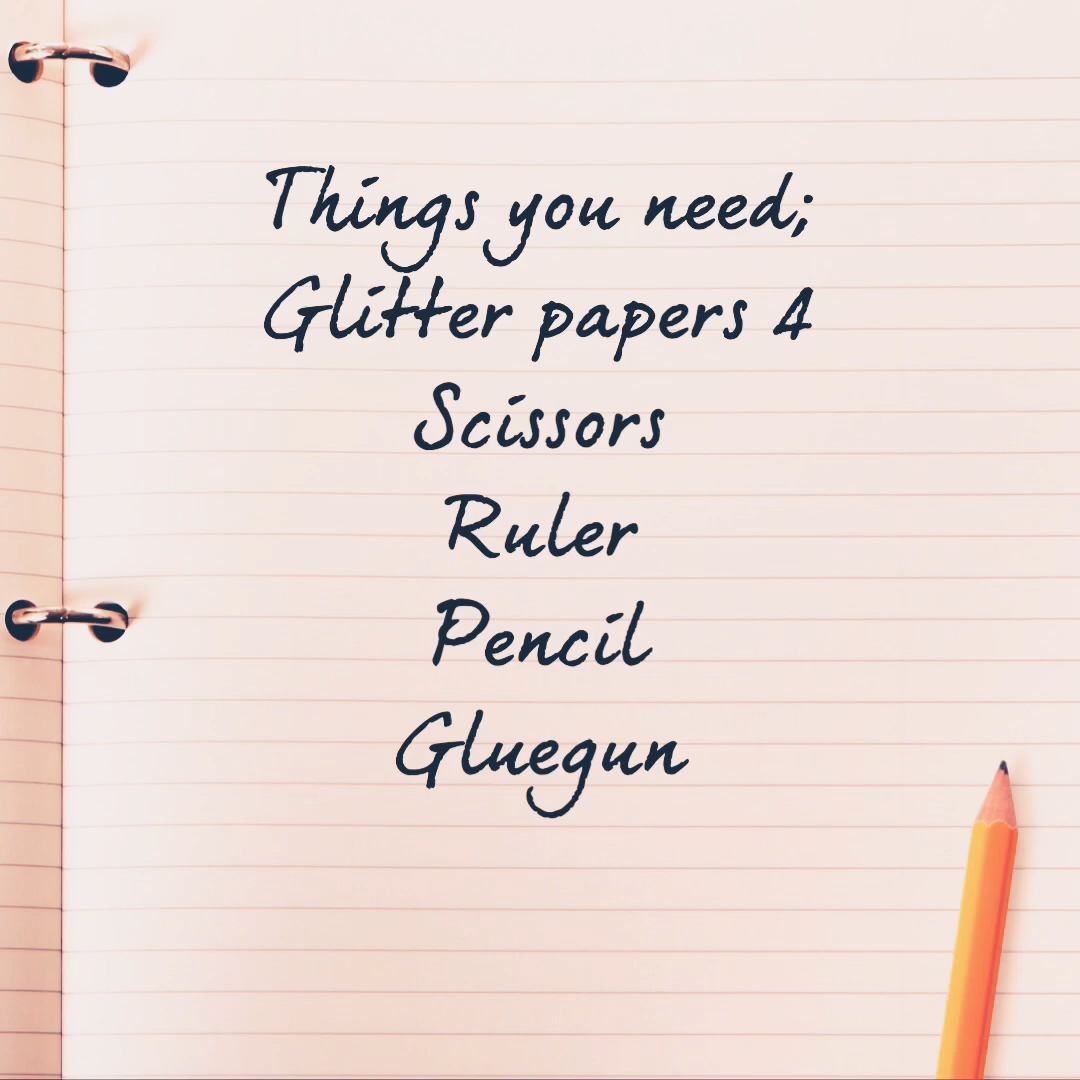 Things you need;
Glitter papers 4
Scissors
Ruler
Pencil
Gluegun